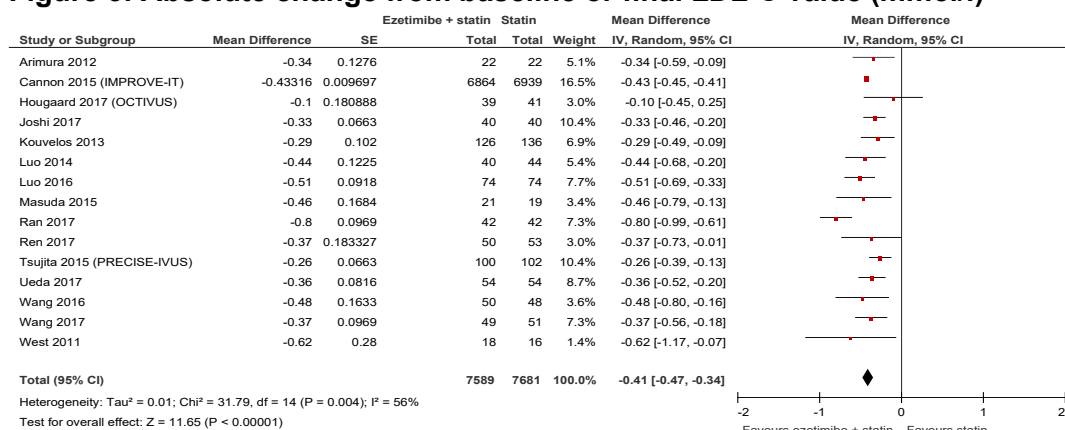 Figure 3. Absolute change from baseline or final LDL-C value (mmol/l)
Ezetimibe + statin Statin Mean Difference Mean Difference
Study or Subgroup Mean Difference SE Total Total Weight IV, Random, 95% CI IV, Random, 95% CI
Arimura 2012 -0.34 0.1276 22 22 5.1% -0.34 [-0.59, -0.09]
Cannon 2015 (IMPROVE-IT) -0.43316 0.009697 6864 6939 16.5% -0.43 [-0.45, -0.41]
Hougaard 2017 (OCTIVUS) -0.1 0.180888 39 41 3.0% -0.10 [-0.45, 0.25]
Joshi 2017 -0.33 0.0663 40 40 10.4% -0.33 [-0.46, -0.20]
Kouvelos 2013 -0.29 0.102 126 136 6.9% -0.29 [-0.49, -0.09]
Luo 2014 -0.44 0.1225 40 44 5.4% -0.44 [-0.68, -0.20]
Luo 2016 -0.51 0.0918 74 74 7.7% -0.51 [-0.69, -0.33]
Masuda 2015 -0.46 0.1684 21 19 3.4% -0.46 [-0.79, -0.13]
Ran 2017 -0.8 0.0969 42 42 7.3% -0.80 [-0.99, -0.61]
Ren 2017 -0.37 0.183327 50 53 3.0% -0.37 [-0.73, -0.01]
Tsujita 2015 (PRECISE-IVUS) -0.26 0.0663 100 102 10.4% -0.26 [-0.39, -0.13]
Ueda 2017 -0.36 0.0816 54 54 8.7% -0.36 [-0.52, -0.20]
Wang 2016 -0.48 0.1633 50 48 3.6% -0.48 [-0.80, -0.16]
Wang 2017 -0.37 0.0969 49 51 7.3% -0.37 [-0.56, -0.18]
West 2011 -0.62 0.28 18 16 1.4% -0.62 [-1.17, -0.07]
Total (95% CI) 7589 7681 100.0% -0.41 [-0.47, -0.34]
Heterogeneity: Tau² = 0.01; Chi² = 31.79, df = 14 (P = 0.004); I² = 56%
Test for overall effect: Z = 11.65 (P < 0.00001)
-2 -1 0 1 2
Favours ezetimibe + statin Favours statin